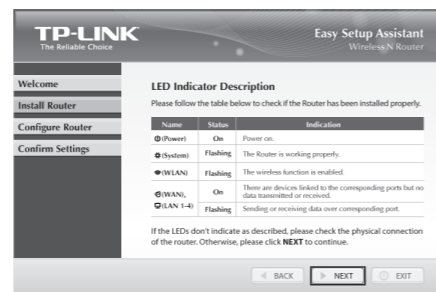 TP-LINK
The Reliable Choice
Easy Setup Assistant
Wireless N Router
Welcome
Install Router
Configure Router
Confirm Settings
LED Indicator Description
Please follow the table below to check if the Router has been installed properly.
Name Status Indication
(Power) On Power on.
(System) Flashing The Router is working properly.
(WLAN) Flashing The wireless function is enabled.
(WAN), (LAN 1-4) On There are devices linked to the corresponding ports but no
data transmitted or received.
Flashing Sending or receiving data over corresponding port.
If the LEDs don't indicate as described, please check the physical connection
of the router. Otherwise, please click NEXT to continue.
BACK NEXT EXIT